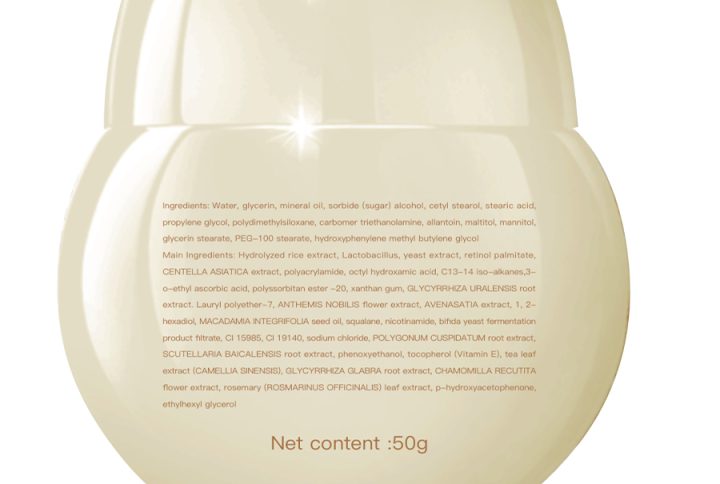 Ingredients: Water, glycerin, mineral oil, sorbide (sugar) alcohol, cetyl stearol, stearic acid,
propylene glycol, polydimethylsiloxane, carbomer triethanolamine, allantoin, maltitol, mannitol,
glycerin stearate, PEG-100 stearate, hydroxyphenylene methyl butylene glycol
Main Ingredients: Hydrolyzed rice extract, Lactobacillus, yeast extract, retinol palmitate,
CENTELLA ASIATICA extract, polyacrylamide, octyl hydroxamic acid, C13-14 iso-alkanes,3-
o-ethyl ascorbic acid, polyssorbitan ester -20, xanthan gum, GLYCYRRHIZA URALENSIS root
extract. Lauryl polyether-7, ANTHEMIS NOBILIS flower extract, AVENASATIA extract, 1, 2-
hexadiol, MACADAMIA INTEGRIFOLIA seed oil, squalane, nicotinamide, bifida yeast fermentation
product filtrate, CI 15985, CI 19140, sodium chloride, POLYGONUM CUSPIDATUM root extract,
SCUTELLARIA BAICALENSIS root extract, phenoxyethanol, tocopherol (Vitamin E), tea leaf
extract (CAMELLIA SINENSIS), GLYCYRRHIZA GLABRA root extract, CHAMOMILLA RECUTITA
flower extract, rosemary (ROSMARINUS OFFICINALIS) leaf extract, p-hydroxyacetophenone,
ethylhexyl glycerol
Net content :50g